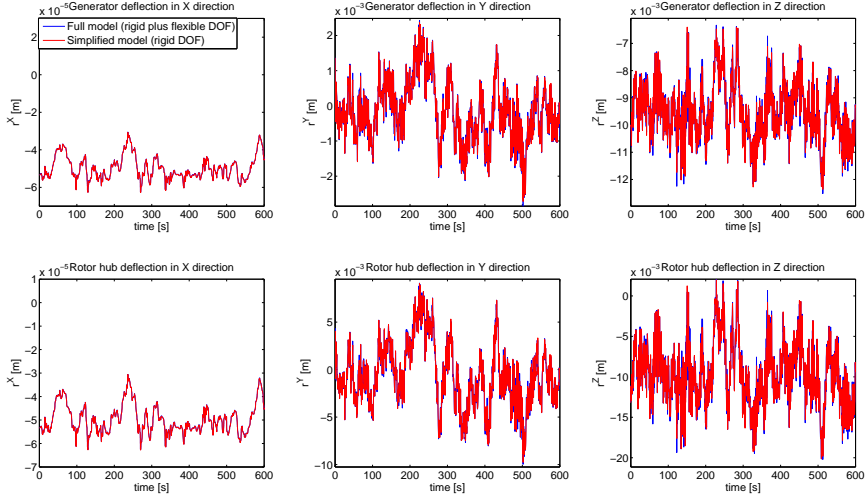 x 10⁻⁵ Generator deflection in X direction
Full model (rigid plus flexible DOF)
Simplified model (rigid DOF)
2
0
−2
−4
−6
r^X [m]
0 100 200 300 400 500 600
time [s]
x 10⁻³ Generator deflection in Y direction
2
1
0
−1
−2
r^Y [m]
0 100 200 300 400 500 600
time [s]
x 10⁻³ Generator deflection in Z direction
−7
−8
−9
−10
−11
−12
r^Z [m]
0 100 200 300 400 500 600
time [s]
x 10⁻⁵ Rotor hub deflection in X direction
1
0
−1
−2
−3
−4
−5
−6
−7
r^X [m]
0 100 200 300 400 500 600
time [s]
x 10⁻³ Rotor hub deflection in Y direction
5
0
−5
−10
r^Y [m]
0 100 200 300 400 500 600
time [s]
x 10⁻³ Rotor hub deflection in Z direction
0
−5
−10
−15
−20
r^Z [m]
0 100 200 300 400 500 600
time [s]